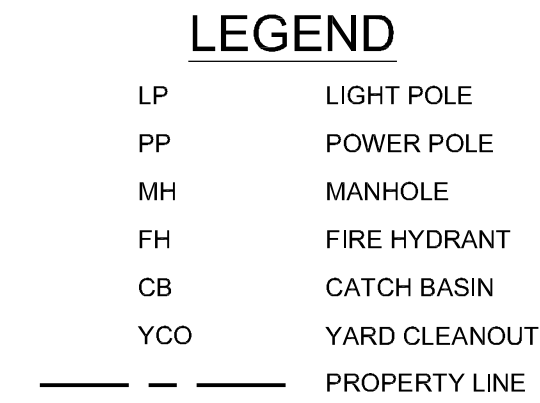 LEGEND
LP LIGHT POLE
PP POWER POLE
MH MANHOLE
FH FIRE HYDRANT
CB CATCH BASIN
YCO YARD CLEANOUT
PROPERTY LINE